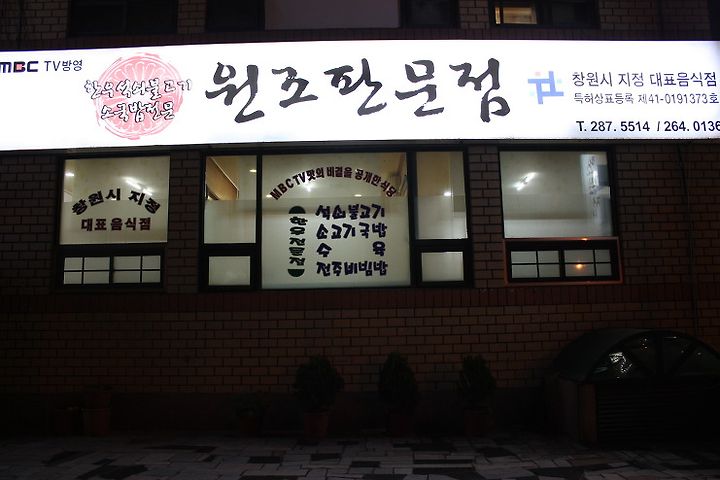 MBC TV방영
한우석쇠불고기
소국밥전문
원조판문점
창원시 지정 대표음식점
특허상표등록 제41-0191373호
T. 287. 5514 / 264. 0136
창원시 지정
대표음식점
MBC TV맛의 비결을 공개한식당
한우전문점
석쇠불고기
소고기국밥
수 육
전주비빔밥